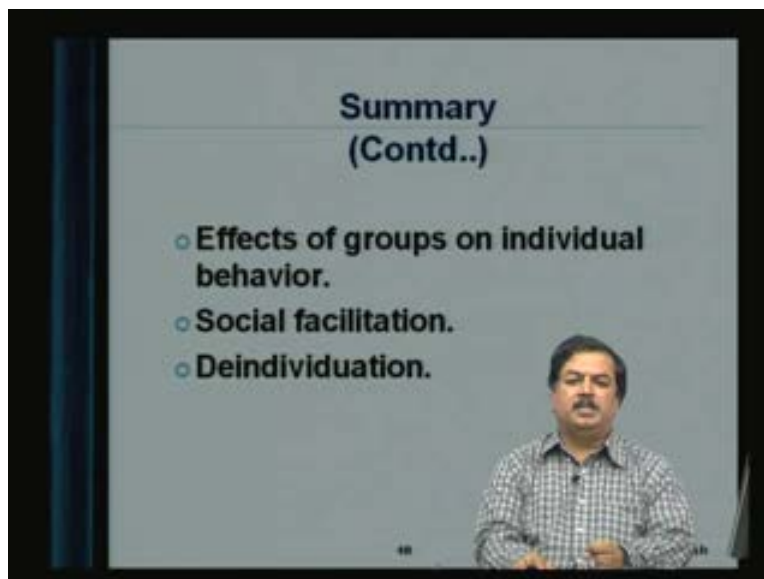 Summary
(Contd..)
Effects of groups on individual
behavior.
Social facilitation.
Deindividuation.